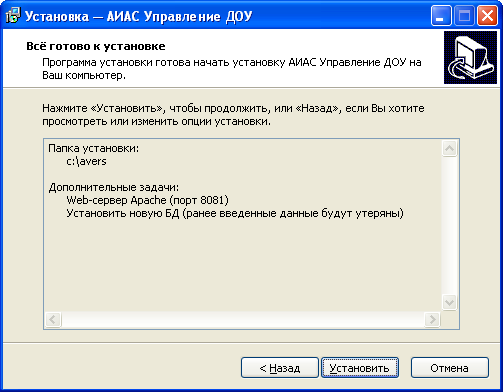 Установка — АИАС Управление ДОУ
Всё готово к установке
Программа установки готова начать установку АИАС Управление ДОУ на
Ваш компьютер.
Нажмите «Установить», чтобы продолжить, или «Назад», если Вы хотите
просмотреть или изменить опции установки.
Папка установки:
c:\avers
Дополнительные задачи:
Web-сервер Apache (порт 8081)
Установить новую БД (ранее введенные данные будут утеряны)
< Назад
Установить
Отмена